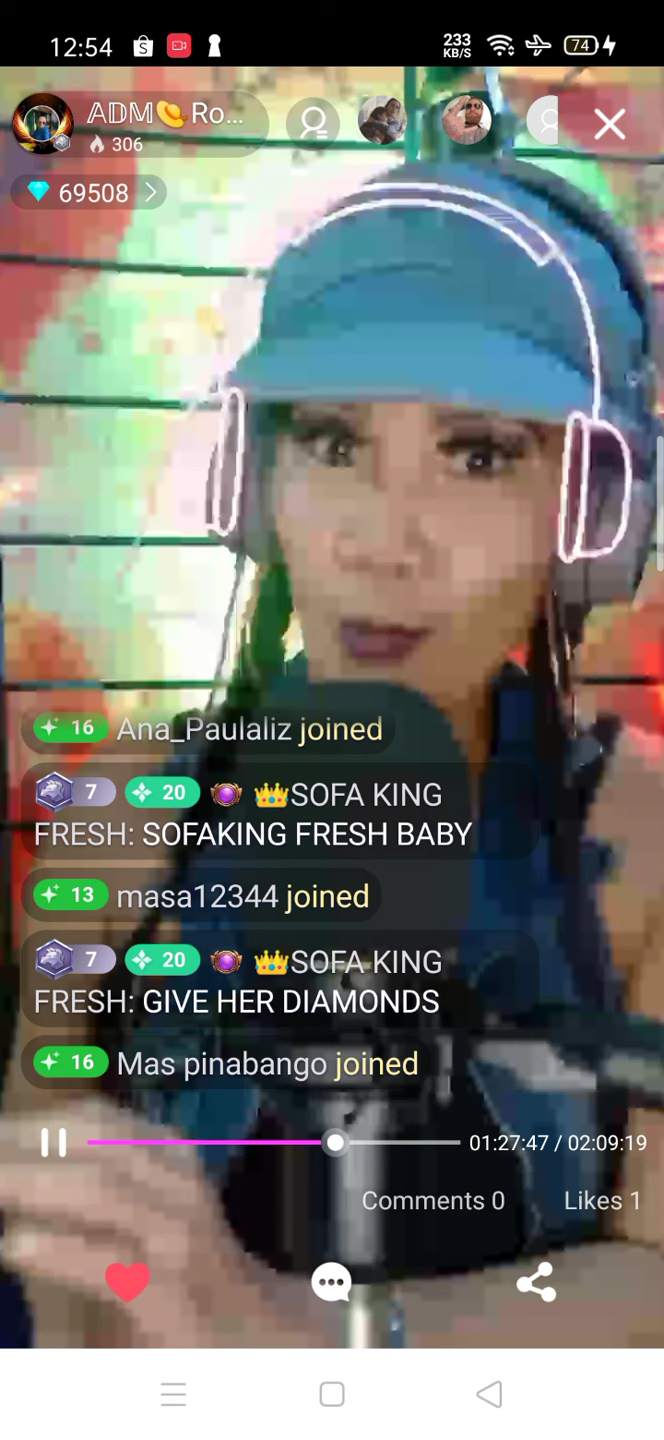 12:54
233
KB/S
74
𝔸𝔻𝕄👒Ro...
306
69508
16 Ana_Paulaliz joined
7 20 👑SOFA KING
FRESH: SOFAKING FRESH BABY
13 masa12344 joined
7 20 👑SOFA KING
FRESH: GIVE HER DIAMONDS
16 Mas pinabango joined
01:27:47 / 02:09:19
Comments 0 Likes 1